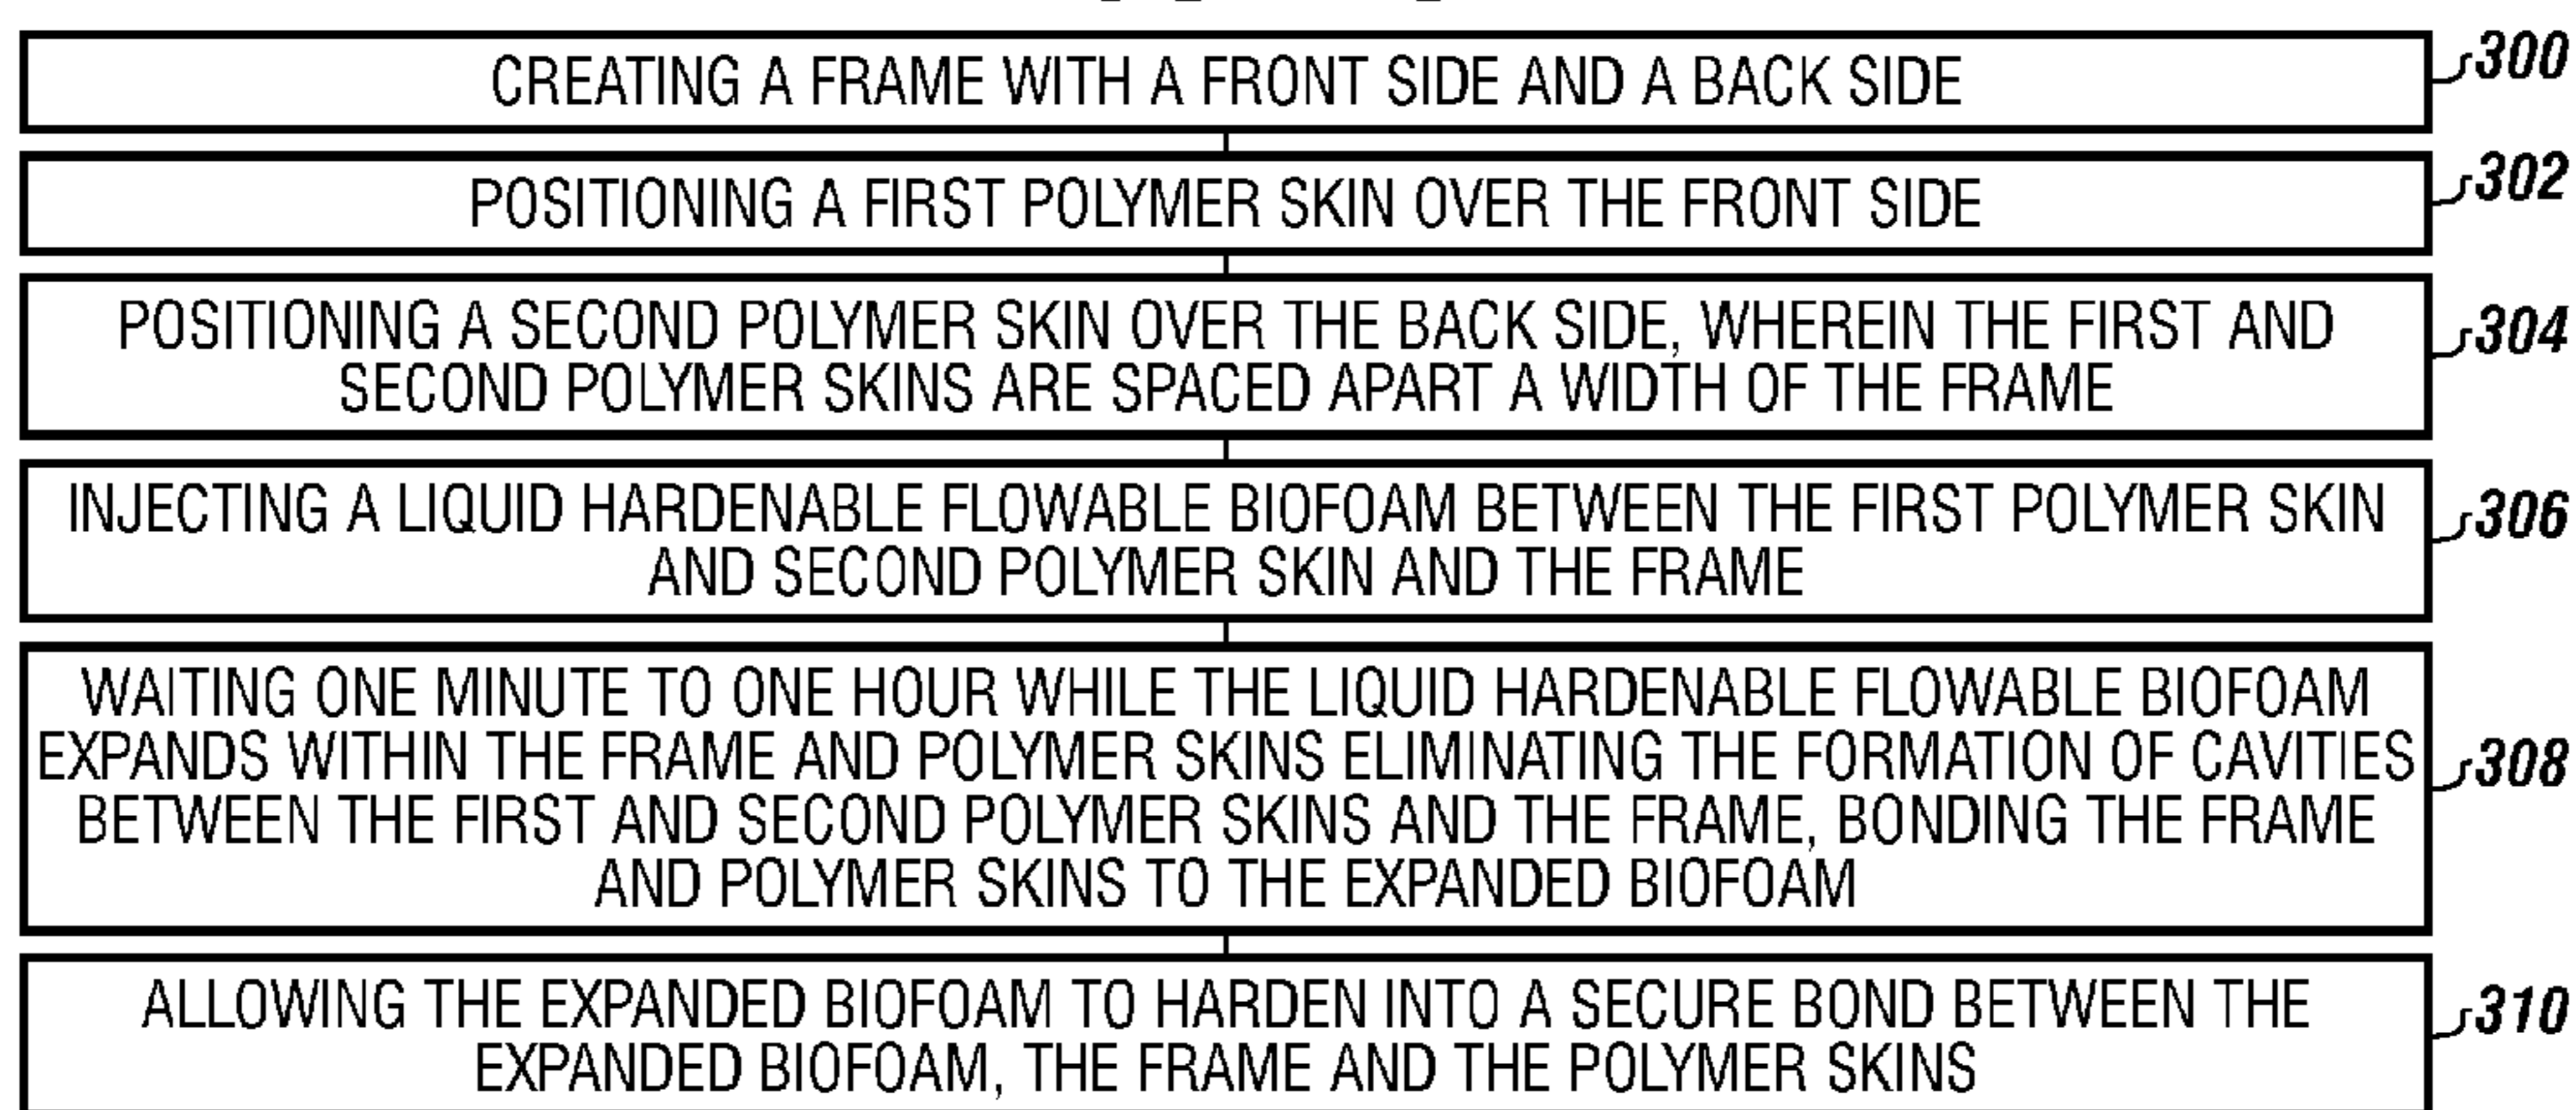 CREATING A FRAME WITH A FRONT SIDE AND A BACK SIDE
300
POSITIONING A FIRST POLYMER SKIN OVER THE FRONT SIDE
302
POSITIONING A SECOND POLYMER SKIN OVER THE BACK SIDE, WHEREIN THE FIRST AND
SECOND POLYMER SKINS ARE SPACED APART A WIDTH OF THE FRAME
304
INJECTING A LIQUID HARDENABLE FLOWABLE BIOFOAM BETWEEN THE FIRST POLYMER SKIN
AND SECOND POLYMER SKIN AND THE FRAME
306
WAITING ONE MINUTE TO ONE HOUR WHILE THE LIQUID HARDENABLE FLOWABLE BIOFOAM
EXPANDS WITHIN THE FRAME AND POLYMER SKINS ELIMINATING THE FORMATION OF CAVITIES
BETWEEN THE FIRST AND SECOND POLYMER SKINS AND THE FRAME, BONDING THE FRAME
AND POLYMER SKINS TO THE EXPANDED BIOFOAM
308
ALLOWING THE EXPANDED BIOFOAM TO HARDEN INTO A SECURE BOND BETWEEN THE
EXPANDED BIOFOAM, THE FRAME AND THE POLYMER SKINS
310